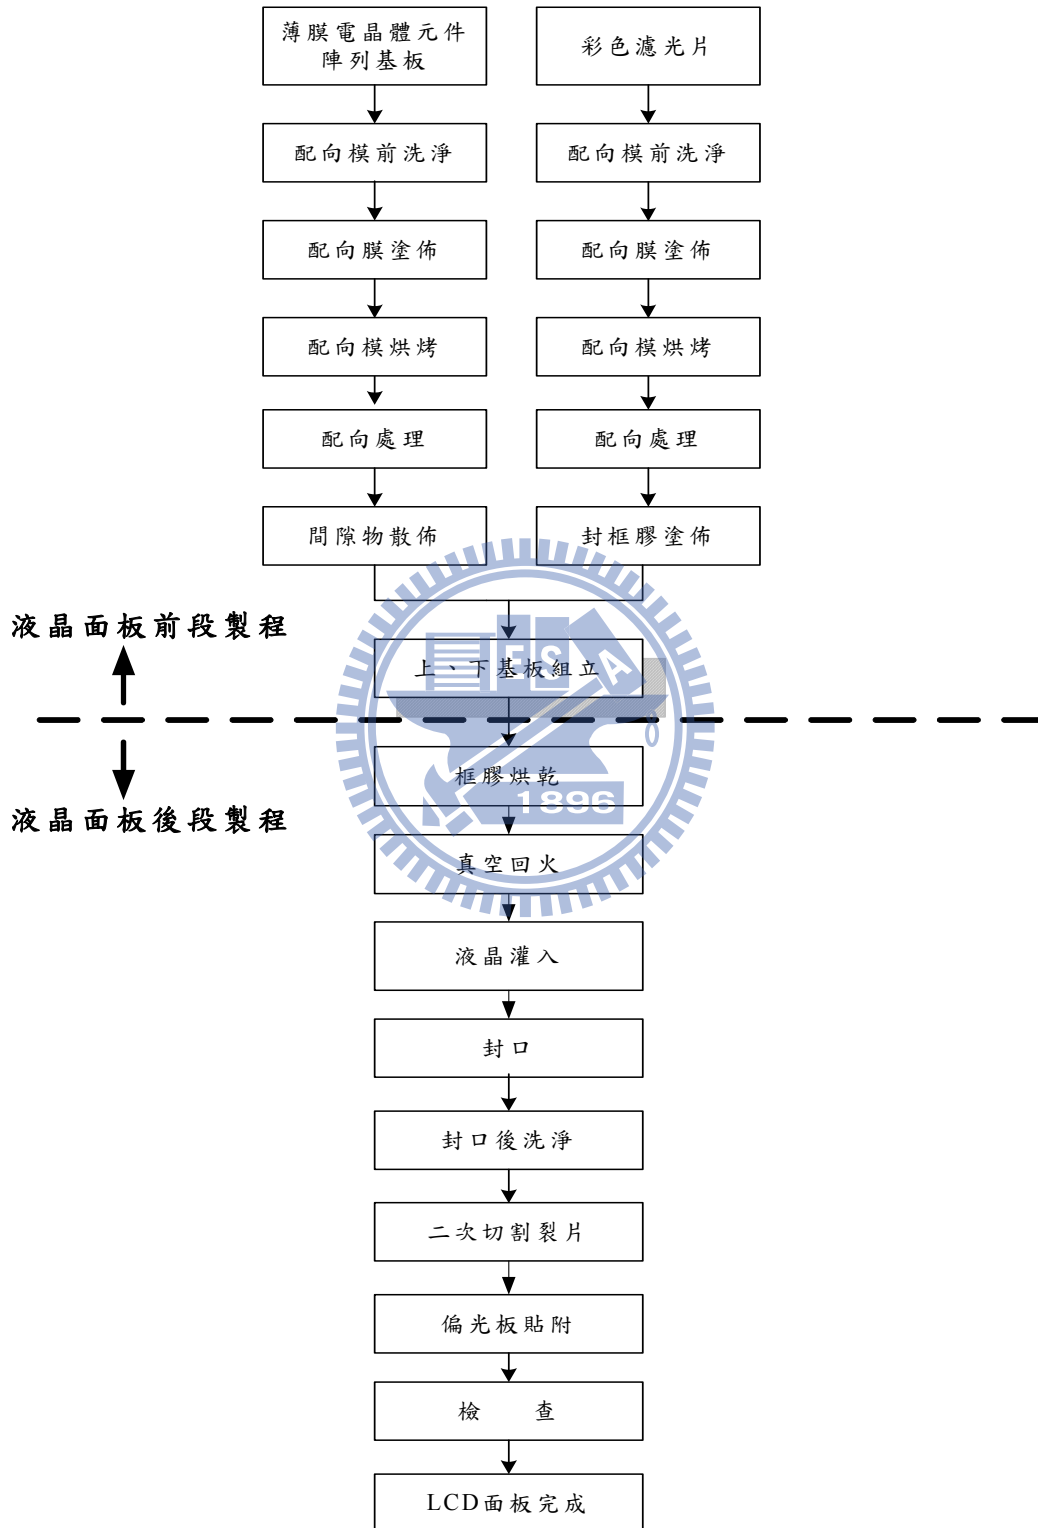 薄膜電晶體元件
陣列基板
彩色濾光片
配向模前洗淨
配向模前洗淨
配向膜塗佈
配向膜塗佈
配向模烘烤
配向模烘烤
配向處理
配向處理
間隙物散佈
封框膠塗佈
液晶面板前段製程
ES
A
上、下基板組立
框膠烘乾
1896
液晶面板後段製程
真空回火
液晶灌入
封口
封口後洗淨
二次切割裂片
偏光板貼附
檢 查
LCD面板完成